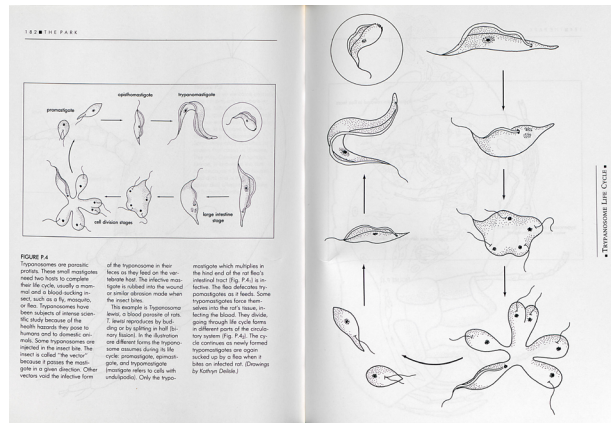 182■THE PARK
promastigote
epithomastigote
trypanomastigote
cell division stages
large intestine
stage
FIGURE P.4
Trypanosomes are parasitic
protists. These small mastigotes
need two hosts to complete
their life cycle, usually a mam-
mal and a blood-sucking in-
sect, such as a fly, mosquito,
or flea. Trypanosomes have
been subjects of intense scien-
tific study because of the
health hazards they pose to
humans and to domestic ani-
mals. Some trypanosomes are
injected in the insect bite. The
insect is called "the vector"
because it passes the masti-
gote in a given direction. Other
vectors void the infective form
of the trypanosome in their
feces as they feed on the ver-
tebrate host. The infective mas-
tigote is rubbed into the wound
or similar abrasion made when
the insect bites.
This example is Trypanosoma
lewisi, a blood parasite of rats.
T. lewisi reproduces by bud-
ding or by splitting in half (bi-
nary fission). In the illustration
are different forms the trypano-
some assumes during its life
cycle: promastigote, epimasti-
gote, and trypomastigote
(mastigote refers to cells with
undulipodia). Only the trypo-
mastigote which multiplies in
the hind end of the rat flea's
intestinal tract (Fig. P.4j) is in-
fective. The flea defecates try-
pomastigotes as it feeds. Some
trypomastigotes force them-
selves into the rat's tissue, in-
fecting the blood. They divide,
going through life cycle forms
in different parts of the circula-
tory system (Fig. P.4j). The cy-
cle continues as newly formed
trypomastigotes are again
sucked up by a flea when it
bites an infected rat. (Drawings
by Kathryn Delisle.)
• TRYPANOSOME LIFE CYCLE •